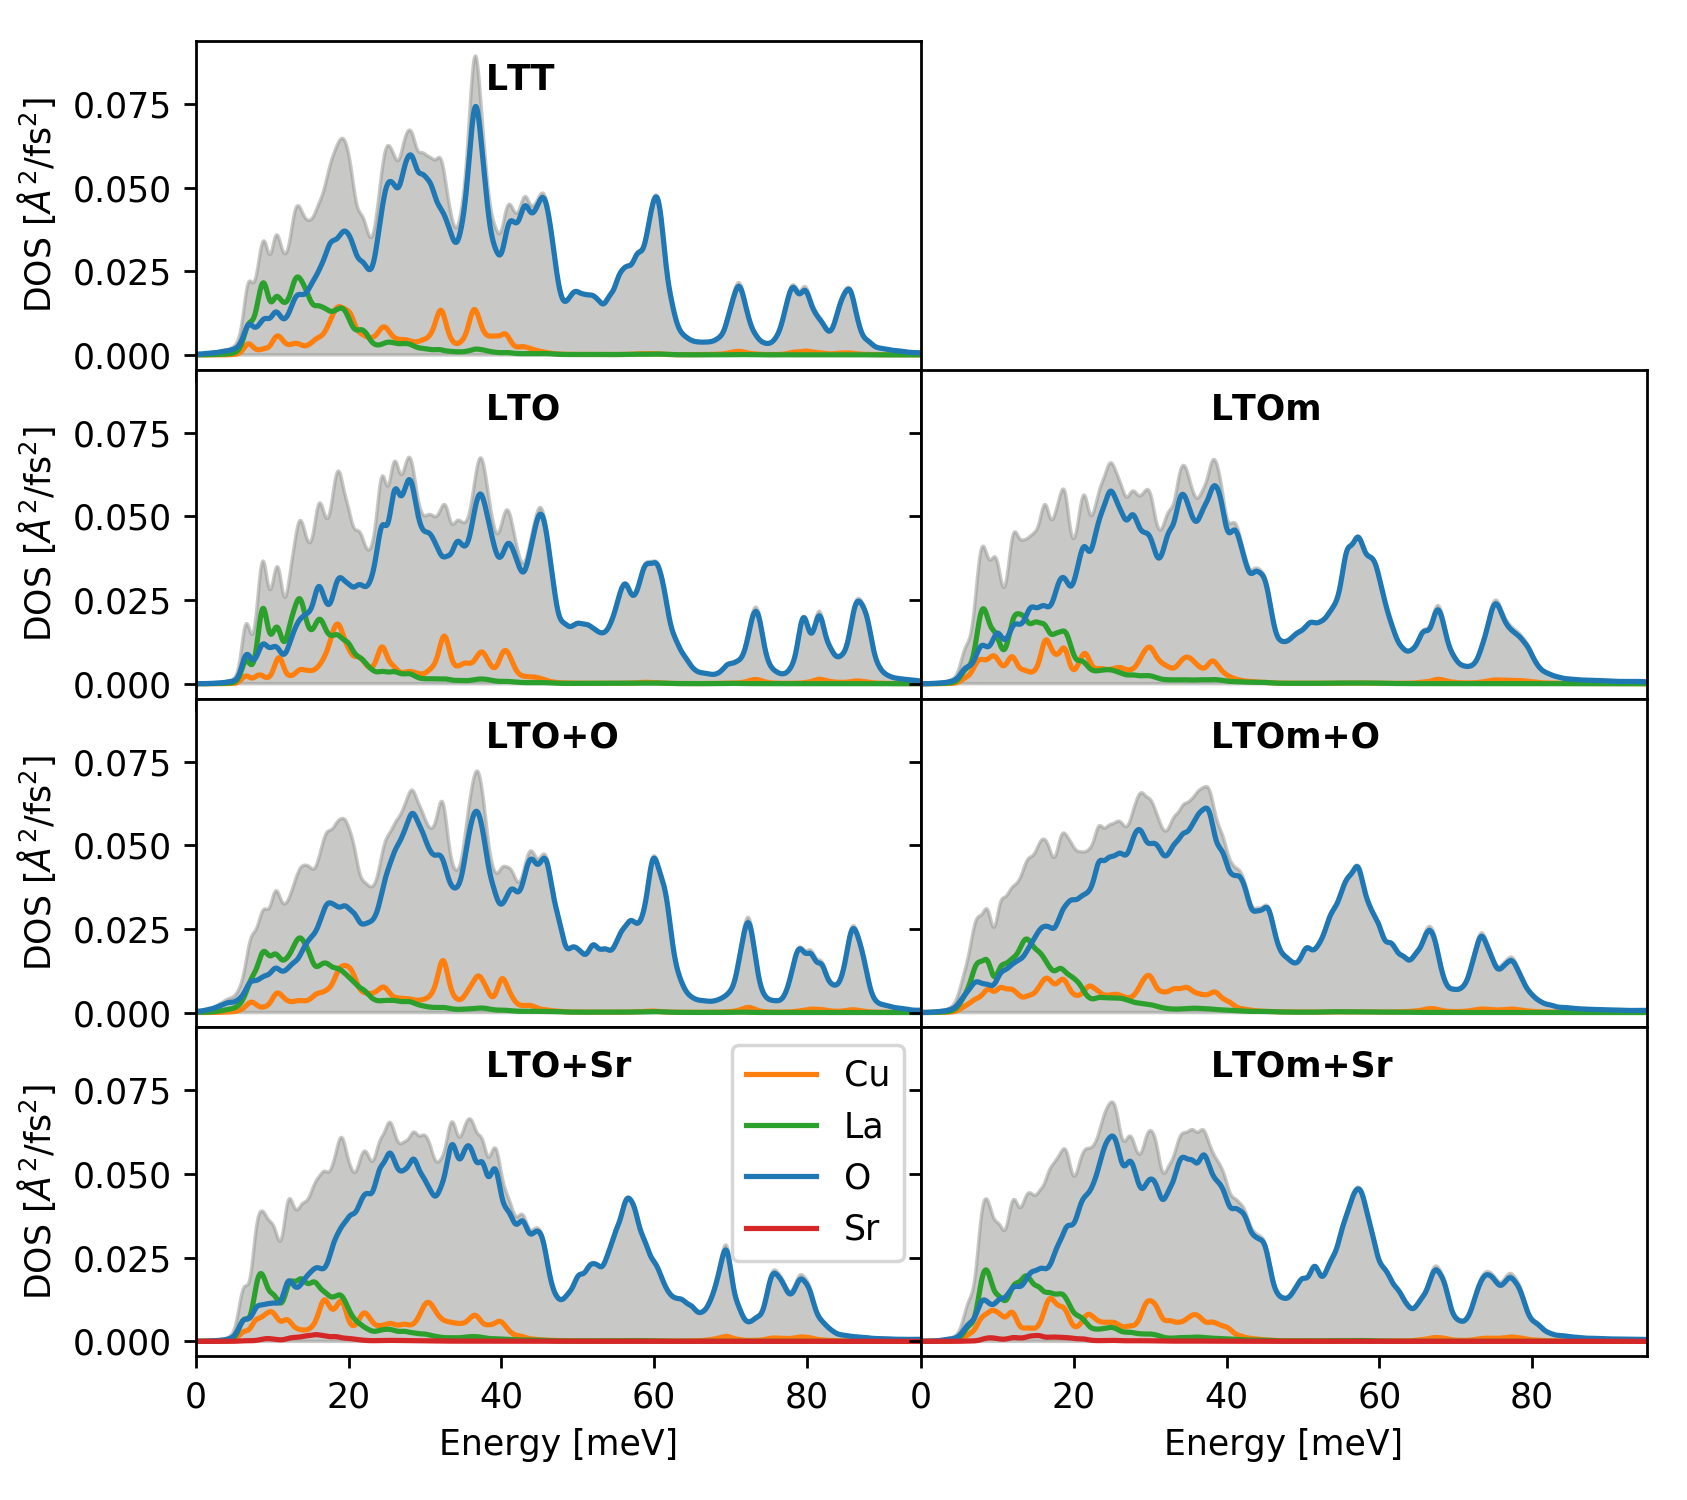 LTT
DOS [Å²/fs²]
0.075
0.050
0.025
0.000
LTO
LTOm
DOS [Å²/fs²]
0.075
0.050
0.025
0.000
LTO+O
LTOm+O
DOS [Å²/fs²]
0.075
0.050
0.025
0.000
LTO+Sr
LTOm+Sr
Cu
La
O
Sr
DOS [Å²/fs²]
0.075
0.050
0.025
0.000
0 20 40 60 80 0 20 40 60 80
Energy [meV] Energy [meV]